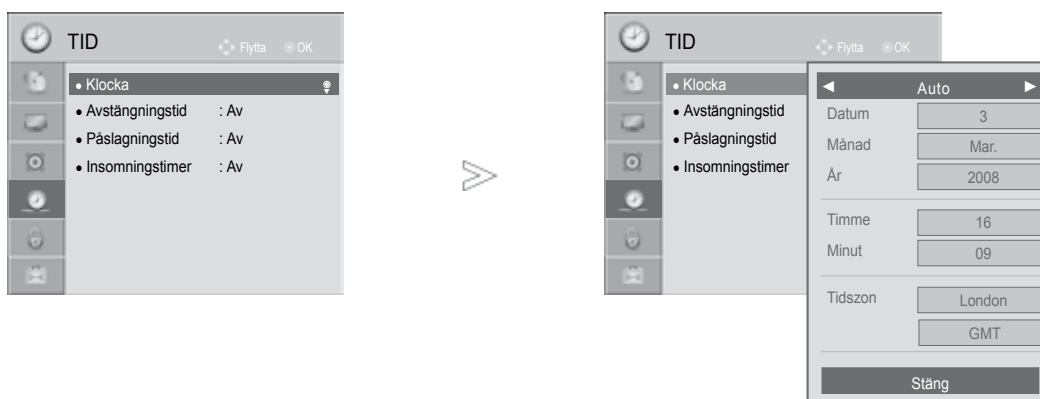 TID Flytta OK
• Klocka
• Avstängningstid : Av
• Påslagningstid : Av
• Insomningstimer : Av
TID Flytta OK
• Klocka
• Avstängningstid
• Påslagningstid
• Insomningstimer
◄ Auto ►
Datum 3
Månad Mar.
År 2008
Timme 16
Minut 09
Tidszon London
GMT
Stäng